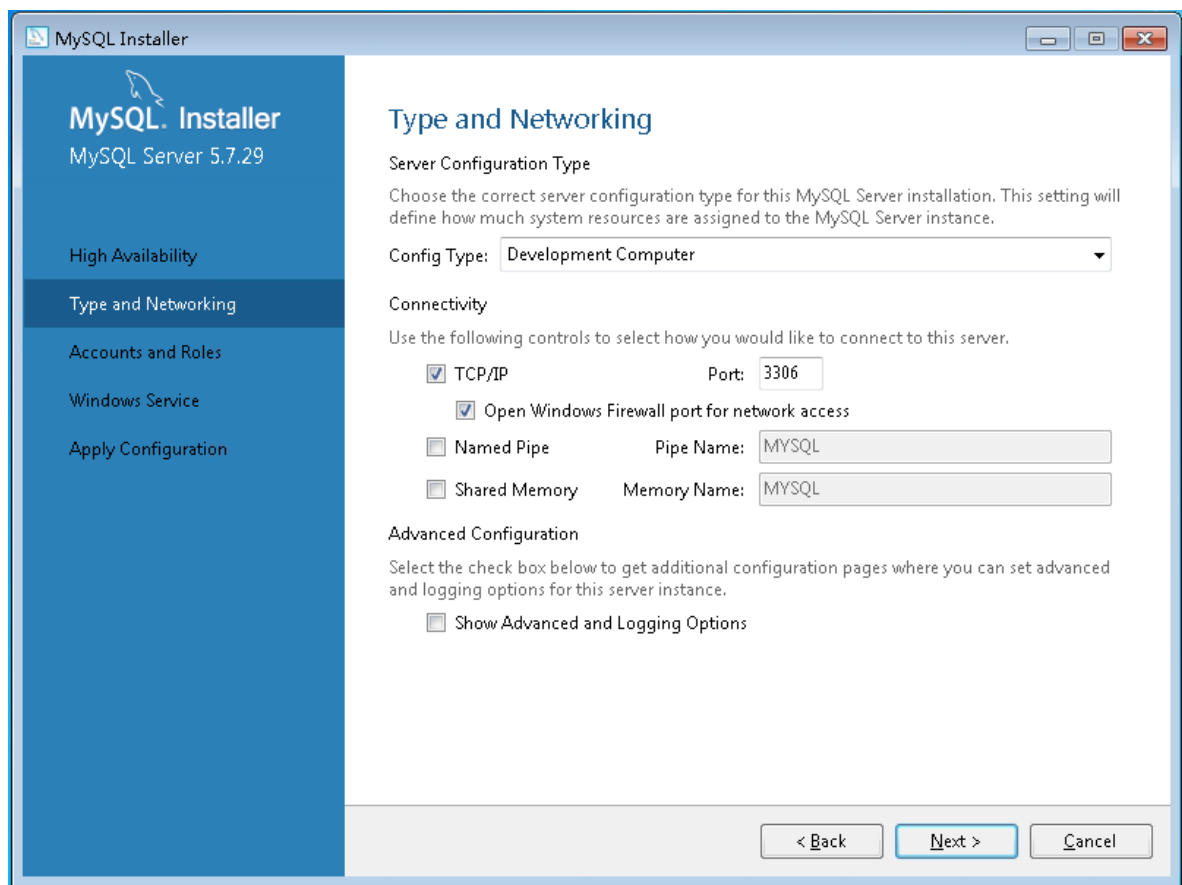 MySQL Installer
MySQL. Installer
MySQL Server 5.7.29
High Availability
Type and Networking
Accounts and Roles
Windows Service
Apply Configuration
Type and Networking
Server Configuration Type
Choose the correct server configuration type for this MySQL Server installation. This setting will
define how much system resources are assigned to the MySQL Server instance.
Config Type: Development Computer
Connectivity
Use the following controls to select how you would like to connect to this server.
TCP/IP Port: 3306
Open Windows Firewall port for network access
Named Pipe Pipe Name: MYSQL
Shared Memory Memory Name: MYSQL
Advanced Configuration
Select the check box below to get additional configuration pages where you can set advanced
and logging options for this server instance.
Show Advanced and Logging Options
< Back Next > Cancel